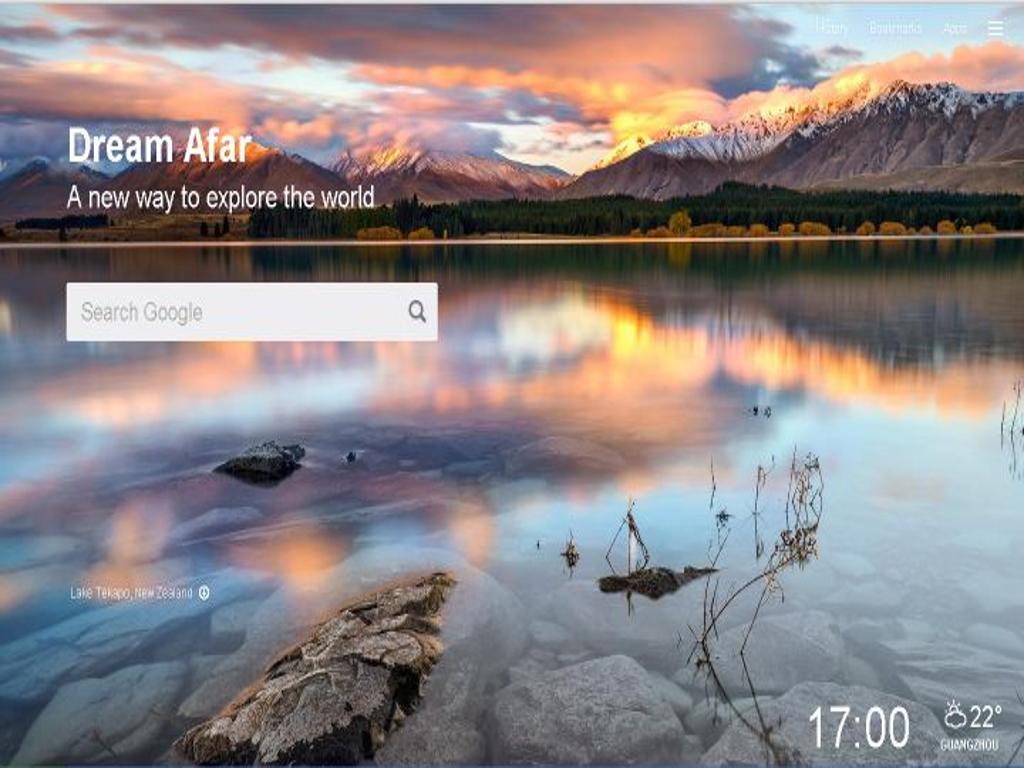 History Bookmarks Apps
Dream Afar
A new way to explore the world
Search Google
Lake Tekapo, New Zealand
17:00
22°
GUANGZHOU